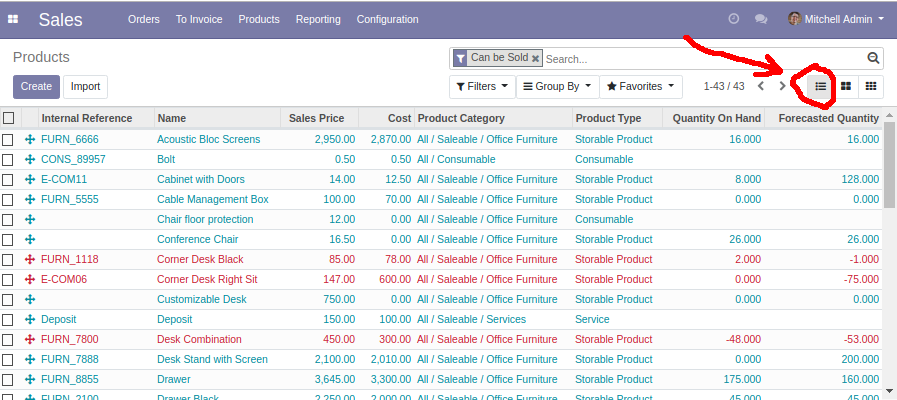 Sales Orders To Invoice Products Reporting Configuration Mitchell Admin
Products
Can be Sold Search...
Create Import Filters Group By Favorites 1-43 / 43
Internal Reference Name Sales Price Cost Product Category Product Type Quantity On Hand Forecasted Quantity
FURN_6666 Acoustic Bloc Screens 2,950.00 2,870.00 All / Saleable / Office Furniture Storable Product 16.000 16.000
CONS_89957 Bolt 0.50 0.50 All / Consumable Consumable
E-COM11 Cabinet with Doors 14.00 12.50 All / Saleable / Office Furniture Storable Product 8.000 128.000
FURN_5555 Cable Management Box 100.00 70.00 All / Saleable / Office Furniture Storable Product 0.000 0.000
Chair floor protection 12.00 0.00 All / Saleable / Office Furniture Consumable
Conference Chair 16.50 0.00 All / Saleable / Office Furniture Storable Product 26.000 26.000
FURN_1118 Corner Desk Black 85.00 78.00 All / Saleable / Office Furniture Storable Product 2.000 -1.000
E-COM06 Corner Desk Right Sit 147.00 600.00 All / Saleable / Office Furniture Storable Product 0.000 -75.000
Customizable Desk 750.00 0.00 All / Saleable / Office Furniture Storable Product 0.000 0.000
Deposit Deposit 150.00 100.00 All / Saleable / Services Service
FURN_7800 Desk Combination 450.00 300.00 All / Saleable / Office Furniture Storable Product -48.000 -53.000
FURN_7888 Desk Stand with Screen 2,100.00 2,010.00 All / Saleable / Office Furniture Storable Product 0.000 200.000
FURN_8855 Drawer 3,645.00 3,300.00 All / Saleable / Office Furniture Storable Product 175.000 160.000
FURN_2100 Drawer Black 2,250.00 2,000.00 All / Saleable / Office Furniture Storable Product 45.000 45.000